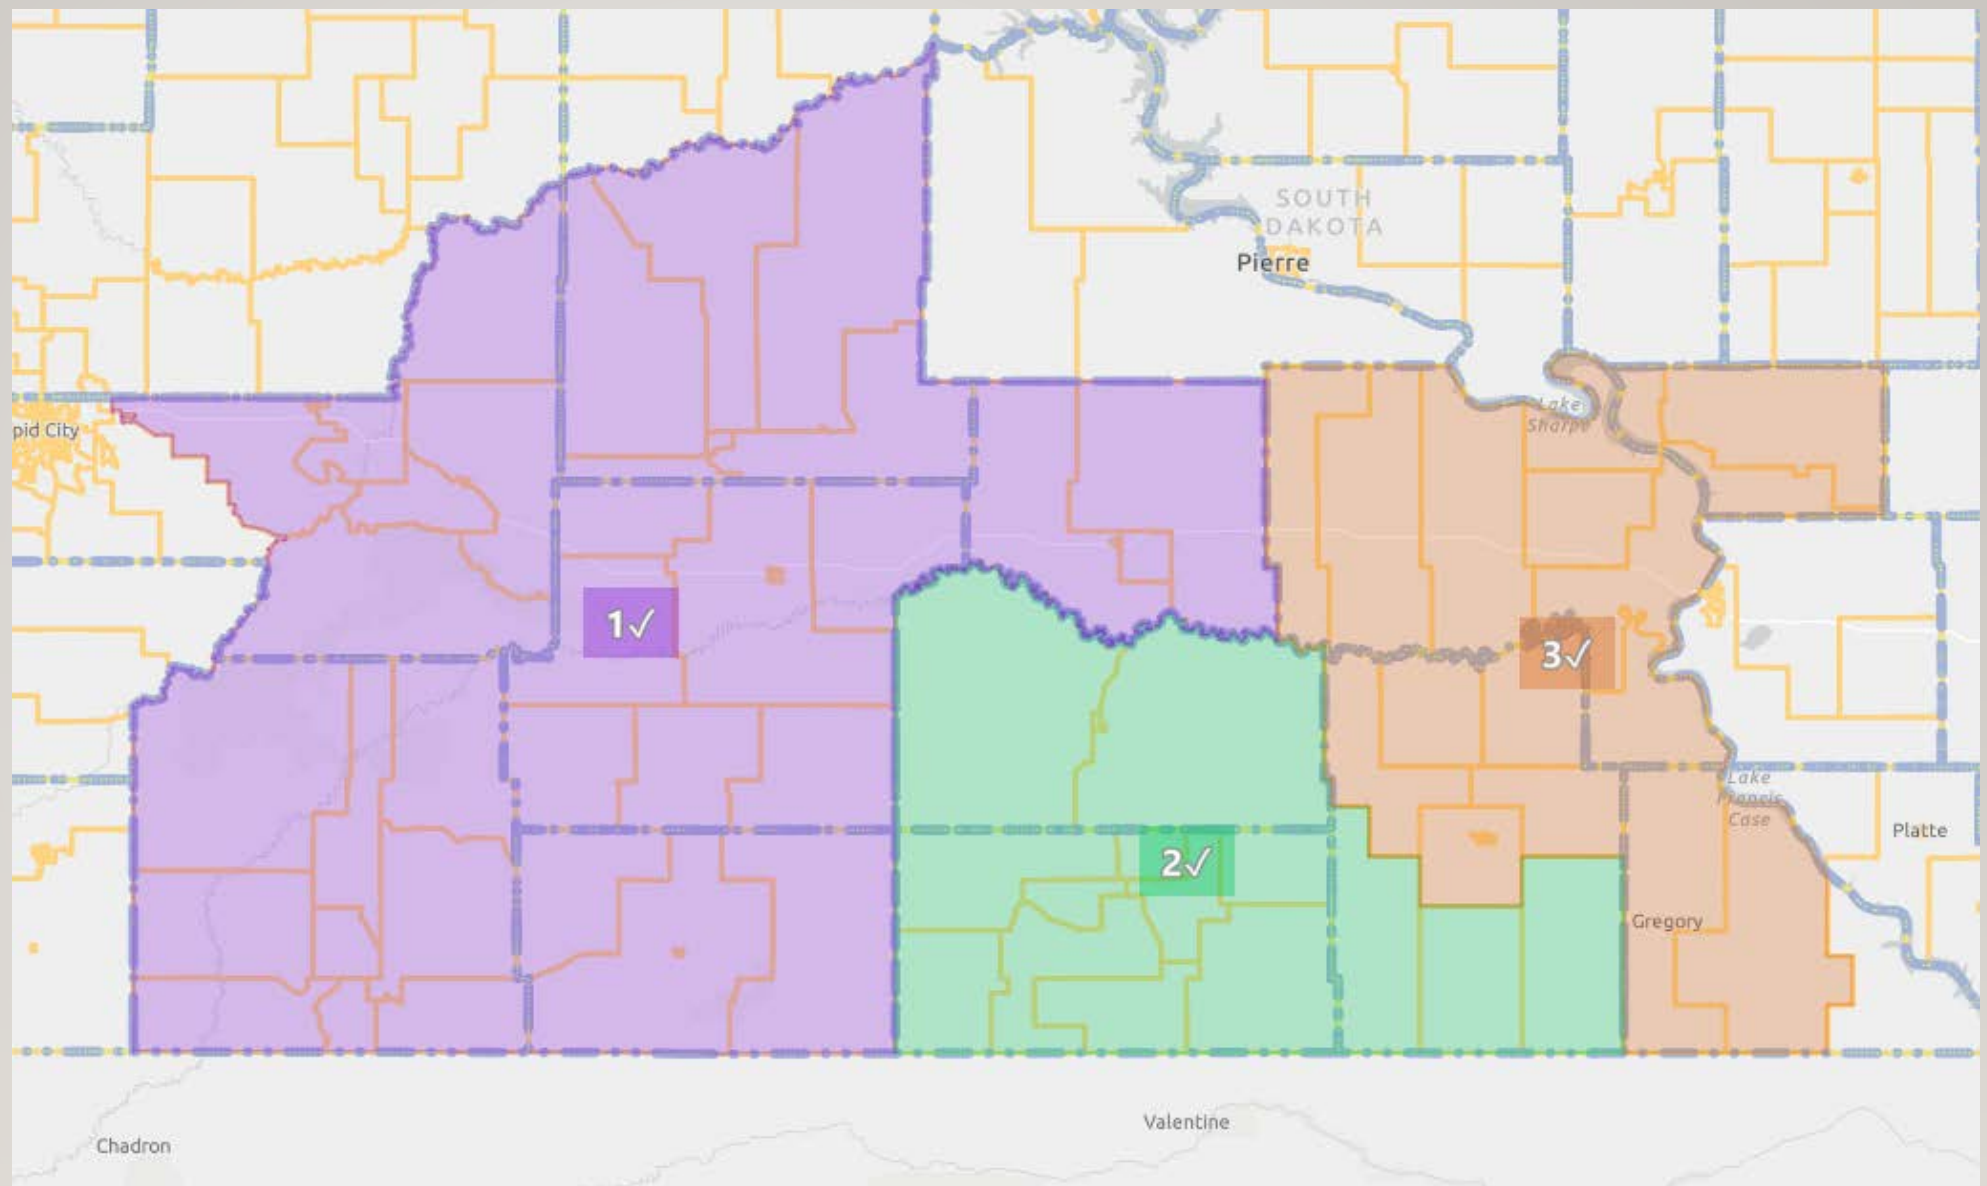 SOUTH
DAKOTA
Pierre
Lake
Sharpe
pid City
1✓
3✓
Lake
Francis
Case
Platte
2✓
Gregory
Valentine
Chadron